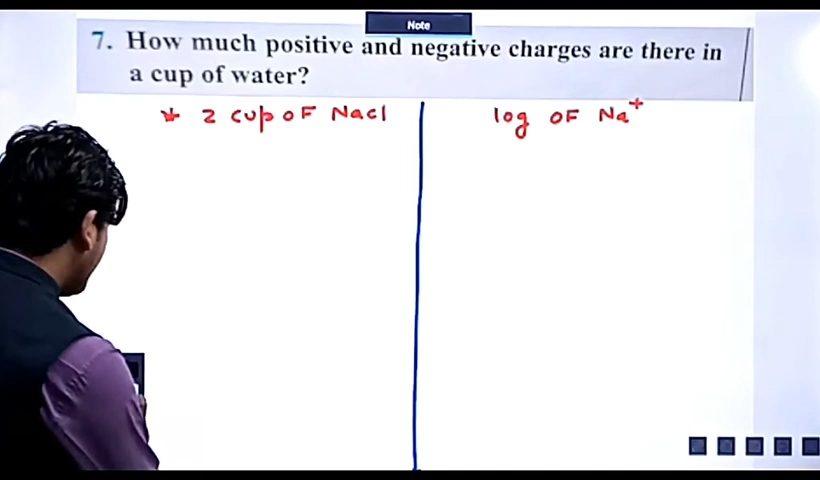 Note
7. How much positive and negative charges are there in
a cup of water?
* 2 cup OF Nacl
log OF Na⁺